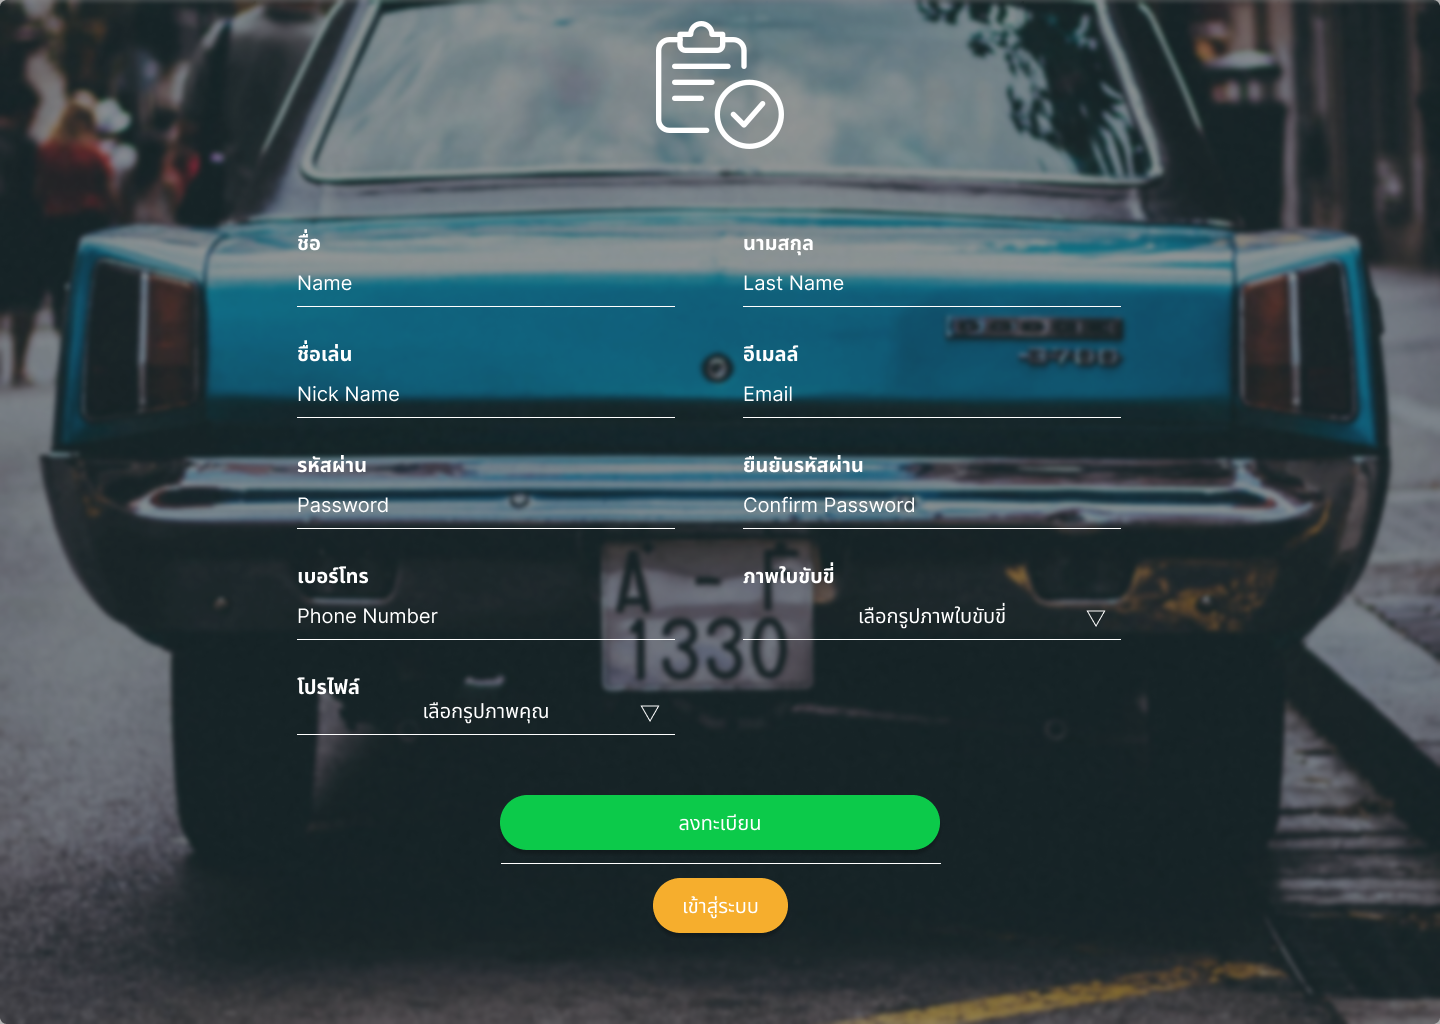 ชื่อ
นามสกุล
Name
Last Name
ชื่อเล่น
อีเมลล์
Nick Name
Email
รหัสผ่าน
ยืนยันรหัสผ่าน
Password
Confirm Password
เบอร์โทร
ภาพใบขับขี่
Phone Number
เลือกรูปภาพใบขับขี่
โปรไฟล์
เลือกรูปภาพคุณ
ลงทะเบียน
เข้าสู่ระบบ
3700
1330